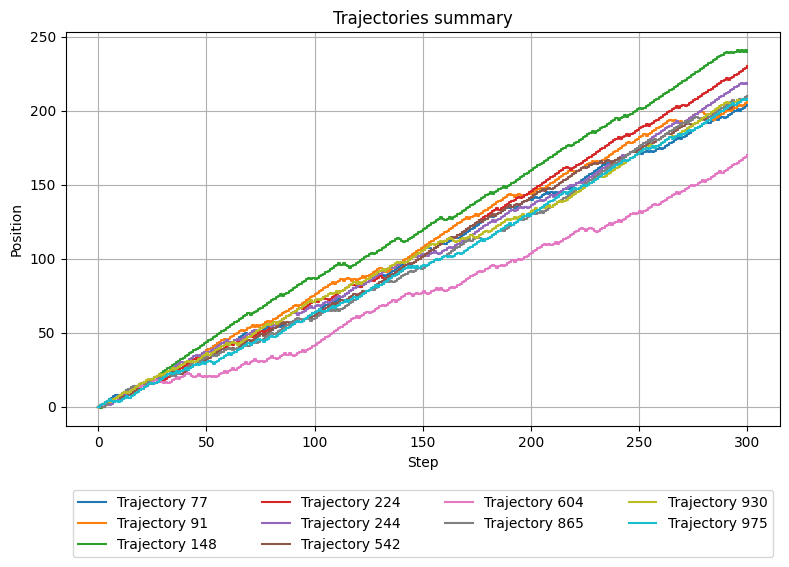 Trajectories summary
Position
250
200
150
100
50
0
0 50 100 150 200 250 300
Step
Trajectory 77 Trajectory 224 Trajectory 604 Trajectory 930
Trajectory 91 Trajectory 244 Trajectory 865 Trajectory 975
Trajectory 148 Trajectory 542